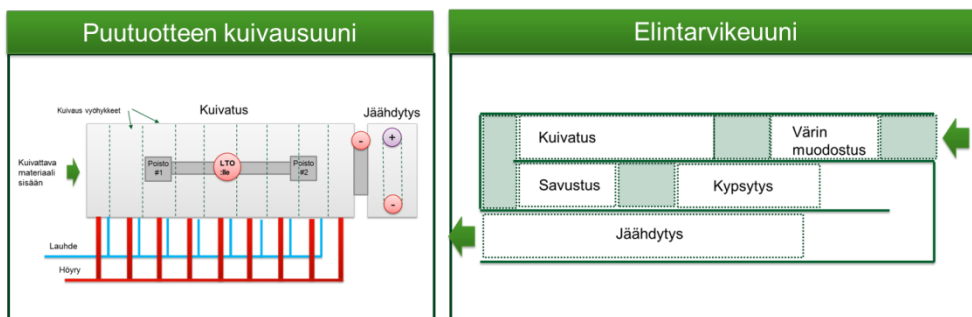 Puutuotteen kuivausuuni
Kuivaus vyöhykkeet
Kuivatus
Jäähdytys
Kuivattava
materiaali
sisään
Poisto
#1
LTO
:lle
Poisto
#2
-
+
-
Lauhde
Höyry
Elintarvikeuuni
Kuivatus
Värin
muodostus
Savustus
Kypsytys
Jäähdytys